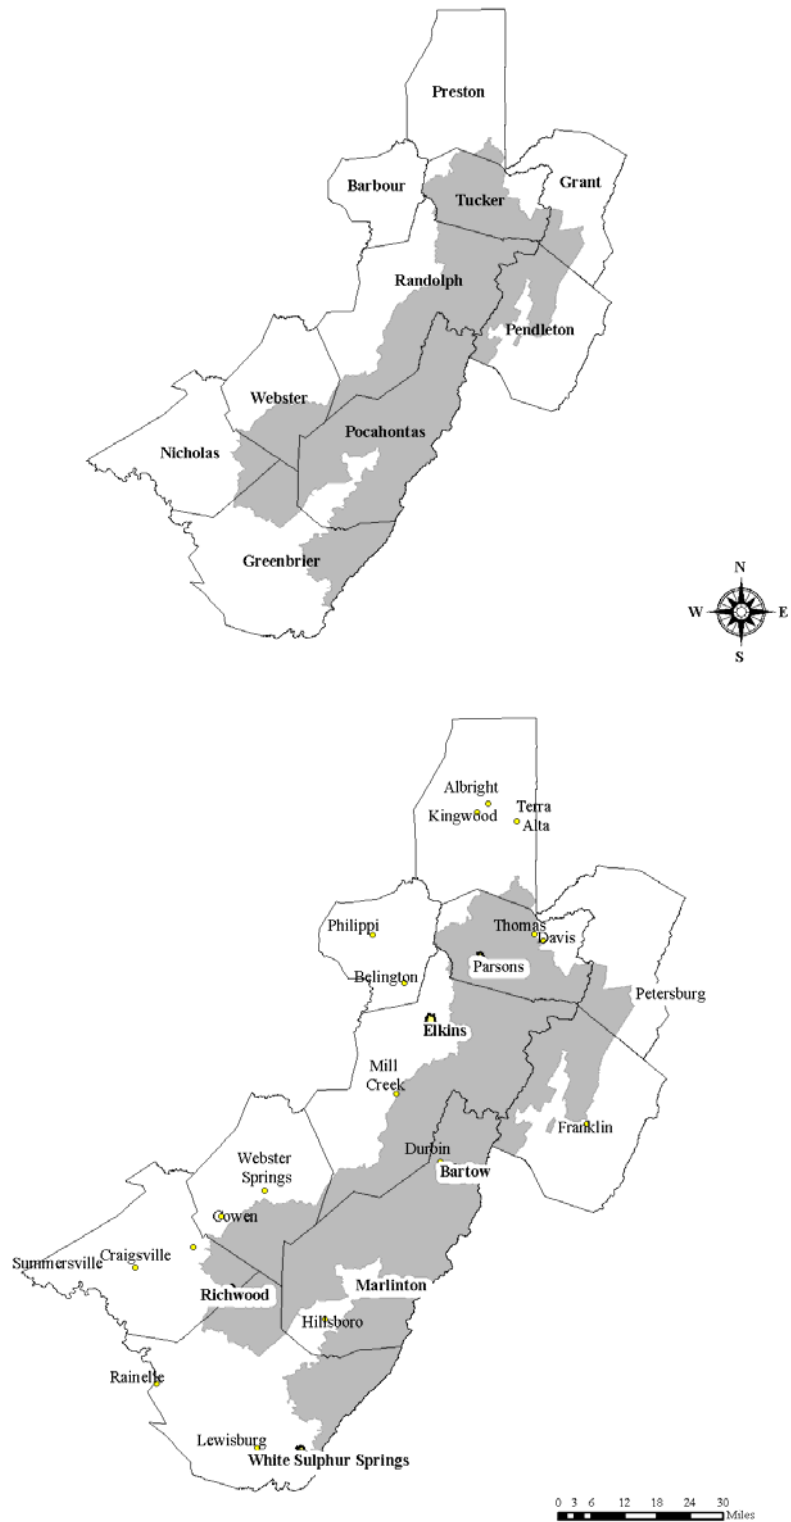 Preston
Barbour
Grant
Tucker
Randolph
Pendleton
Webster
Pocahontas
Nicholas
Greenbrier
N
W E
S
Albright
Kingwood
Terra
Alta
Philippi
Thomas
Davis
Belington
Parsons
Petersburg
Elkins
Mill
Creek
Franklin
Durbin
Bartow
Webster
Springs
Cowen
Summersville
Craigsville
Richwood
Marlinton
Hillsboro
Rainelle
Lewisburg
White Sulphur Springs
0 3 6 12 18 24 30
Miles